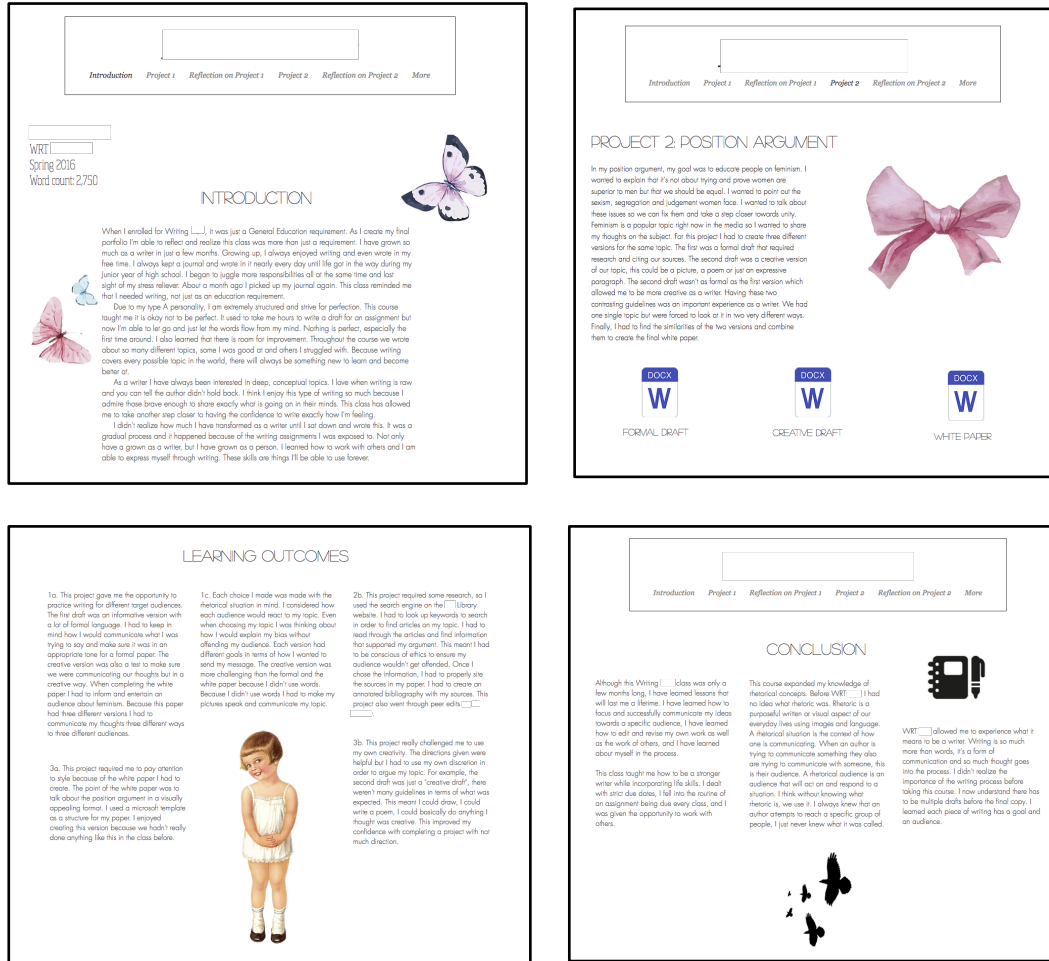 Introduction Project 1 Reflection on Project 1 Project 2 Reflection on Project 2 More
WRT
Spring 2016
Word count: 2,750
INTRODUCTION
When I enrolled for Writing , it was just a General Education requirement. As I create my final
portfolio I'm able to reflect and realize this class was more than just a requirement. I have grown so
much as a writer in just a few months. Growing up, I always enjoyed writing and even wrote in my
free time. I always kept a journal and wrote in it nearly every day until life got in the way during my
Junior year of high school. I began to juggle more responsibilities all at the same time and lost
sight of my stress reliever. About a month ago I picked up my journal again. This class reminded me
that I needed writing, not just as an education requirement.
Due to my type A personality, I am extremely structured and strive for perfection. This course
taught me it is okay not to be perfect. It used to take me hours to write a draft for an assignment but
now I'm able to let go and just let the words flow from my mind. Nothing is perfect, especially the
first time around. I also learned that there is room for improvement. Throughout the course we wrote
about so many different topics, some I was good at and others I struggled with. Because writing
covers every possible topic in the world, there will always be something new to learn and become
better at.
As a writer I have always been interested in deep, conceptual topics. I love when writing is raw
and you can tell the author didn't hold back. I think I enjoy this type of writing so much because I
admire those brave enough to share exactly what is going on in their minds. This class has allowed
me to take another step closer to having the confidence to write exactly how I'm feeling.
I didn't realize how much I have transformed as a writer until I sat down and wrote this. It was a
gradual process and it happened because of the writing assignments I was exposed to. Not only
have a grown as a writer, but I have grown as a person. I learned how to work with others and I am
able to express myself through writing. These skills are things I'll be able to use forever.
Introduction Project 1 Reflection on Project 1 Project 2 Reflection on Project 2 More
PROJECT 2: POSITION ARGUMENT
In my position argument, my goal was to educate people on feminism. I
wanted to explain that it's not about trying and prove women are
superior to men but that we should be equal. I wanted to point out the
sexism, segregation and judgement women face. I wanted to talk about
these issues so we can fix them and take a step closer towards unity.
Feminism is a popular topic right now in the media so I wanted to share
my thoughts on the subject. For this project I had to create three different
versions for the same topic. The first was a formal draft that required
research and citing our sources. The second draft was a creative version
of our topic, this could be a picture, a poem or just an expressive
paragraph. The second draft wasn't as formal as the first version which
allowed me to be more creative as a writer. Having these two
contrasting guidelines was an important experience as a writer. We had
one single topic but were forced to look at it in two very different ways.
Finally, I had to find the similarities of the two versions and combine
them to create the final white paper.
DOCX DOCX DOCX
W W W
FORMAL DRAFT CREATIVE DRAFT WHITE PAPER
LEARNING OUTCOMES
1a. This project gave me the opportunity to
practice writing for different target audiences.
The first draft was an informative version with
a lot of formal language. I had to keep in
mind how I would communicate what I was
trying to say and make sure it was in an
appropriate tone for a formal paper. The
creative version was also a test to make sure
we were communicating our thoughts but in a
creative way. When completing the white
paper I had to inform and entertain an
audience about feminism. Because this paper
had three different versions I had to
communicate my thoughts three different ways
to three different audiences.
3a. This project required me to pay attention
to style because of the white paper I had to
create. The point of the white paper was to
talk about the position argument in a visually
appealing format. I used a microsoft template
as a structure for my paper. I enjoyed
creating this version because we hadn't really
done anything like this in the class before.
1c. Each choice I made was made with the
rhetorical situation in mind. I considered how
each audience would react to my topic. Even
when choosing my topic I was thinking about
how I would explain my bias without
offending my audience. Each version had
different goals in terms of how I wanted to
send my message. The creative version was
more challenging than the formal and the
white paper because I didn't use words.
Because I didn't use words I had to make my
pictures speak and communicate my topic.
2b. This project required some research, so I
used the search engine on the Library
website. I had to look up keywords to search
in order to find articles on my topic. I had to
read through the articles and find information
that supported my argument. This meant I had
to be conscious of ethics to ensure my
audience wouldn't get offended. Once I
chose the information, I had to properly site
the sources in my paper. I had to create an
annotated bibliography with my sources. This
project also went through peer edits
3b. This project really challenged me to use
my own creativity. The directions given were
helpful but I had to use my own discretion in
order to argue my topic. For example, the
second draft was just a "creative draft", there
weren't many guidelines in terms of what was
expected. This meant I could draw, I could
write a poem, I could basically do anything I
thought was creative. This improved my
confidence with completing a project with not
much direction.
Introduction Project 1 Reflection on Project 1 Project 2 Reflection on Project 2 More
CONCLUSION
Although this Writing class was only a
few months long, I have learned lessons that
will last me a lifetime. I have learned how to
focus and successfully communicate my ideas
towards a specific audience, I have learned
how to edit and revise my own work as well
as the work of others, and I have learned
about myself in the process.
This class taught me how to be a stronger
writer while incorporating life skills. I dealt
with strict due dates, I fell into the routine of
an assignment being due every class, and I
was given the opportunity to work with
others.
This course expanded my knowledge of
rhetorical concepts. Before WRT I had
no idea what rhetoric was. Rhetoric is a
purposeful written or visual aspect of our
everyday lives using images and language.
A rhetorical situation is the context of how
one is communicating. When an author is
trying to communicate something they also
are trying to communicate with someone, this
is their audience. A rhetorical audience is an
audience that will act on and respond to a
situation. I think without knowing what
rhetoric is, we use it. I always knew that an
author attempts to reach a specific group of
people, I just never knew what it was called.
WRT allowed me to experience what it
means to be a writer. Writing is so much
more than words, it's a form of
communication and so much thought goes
into the process. I didn't realize the
importance of the writing process before
taking this course. I now understand there has
to be multiple drafts before the final copy. I
learned each piece of writing has a goal and
an audience.